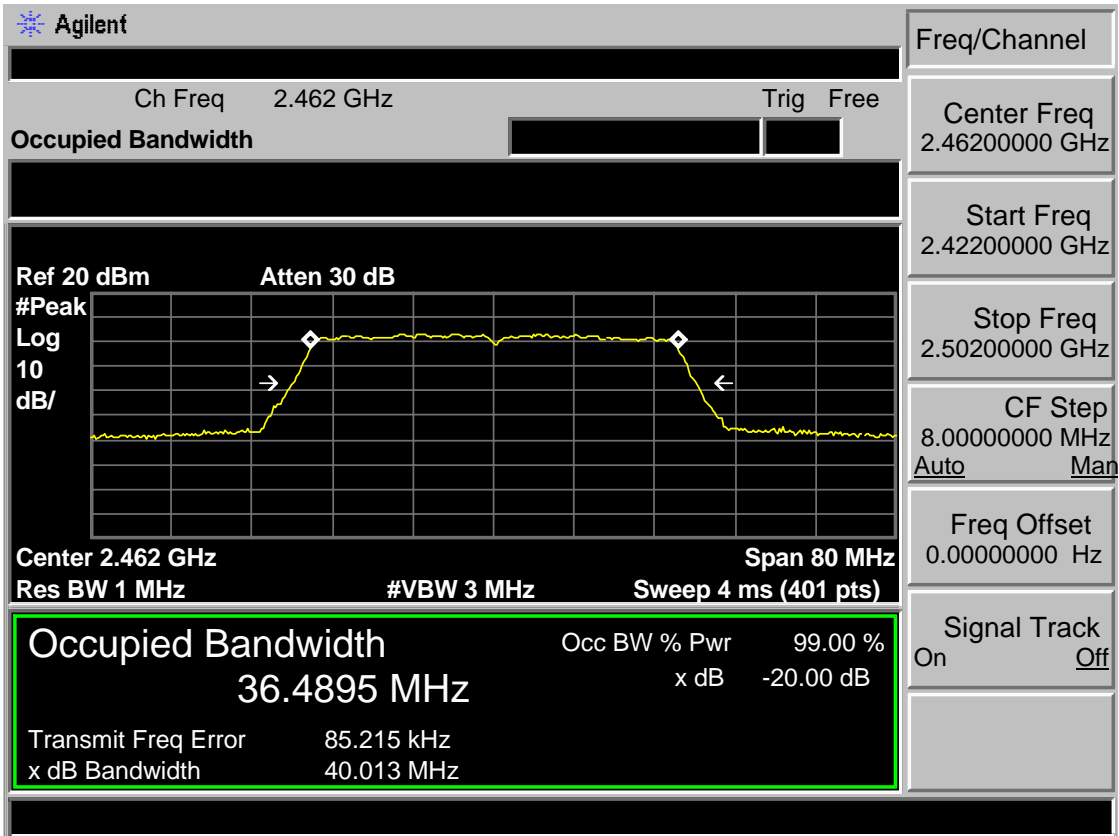 Agilent
Freq/Channel
Ch Freq 2.462 GHz Trig Free
Occupied Bandwidth
Center Freq
2.46200000 GHz
Start Freq
2.42200000 GHz
Stop Freq
2.50200000 GHz
CF Step
8.00000000 MHz
Auto Man
Freq Offset
0.00000000 Hz
Signal Track
On Off
Ref 20 dBm Atten 30 dB
#Peak
Log
10
dB/
Center 2.462 GHz Span 80 MHz
Res BW 1 MHz #VBW 3 MHz Sweep 4 ms (401 pts)
Occupied Bandwidth Occ BW % Pwr 99.00 %
36.4895 MHz x dB -20.00 dB
Transmit Freq Error 85.215 kHz
x dB Bandwidth 40.013 MHz